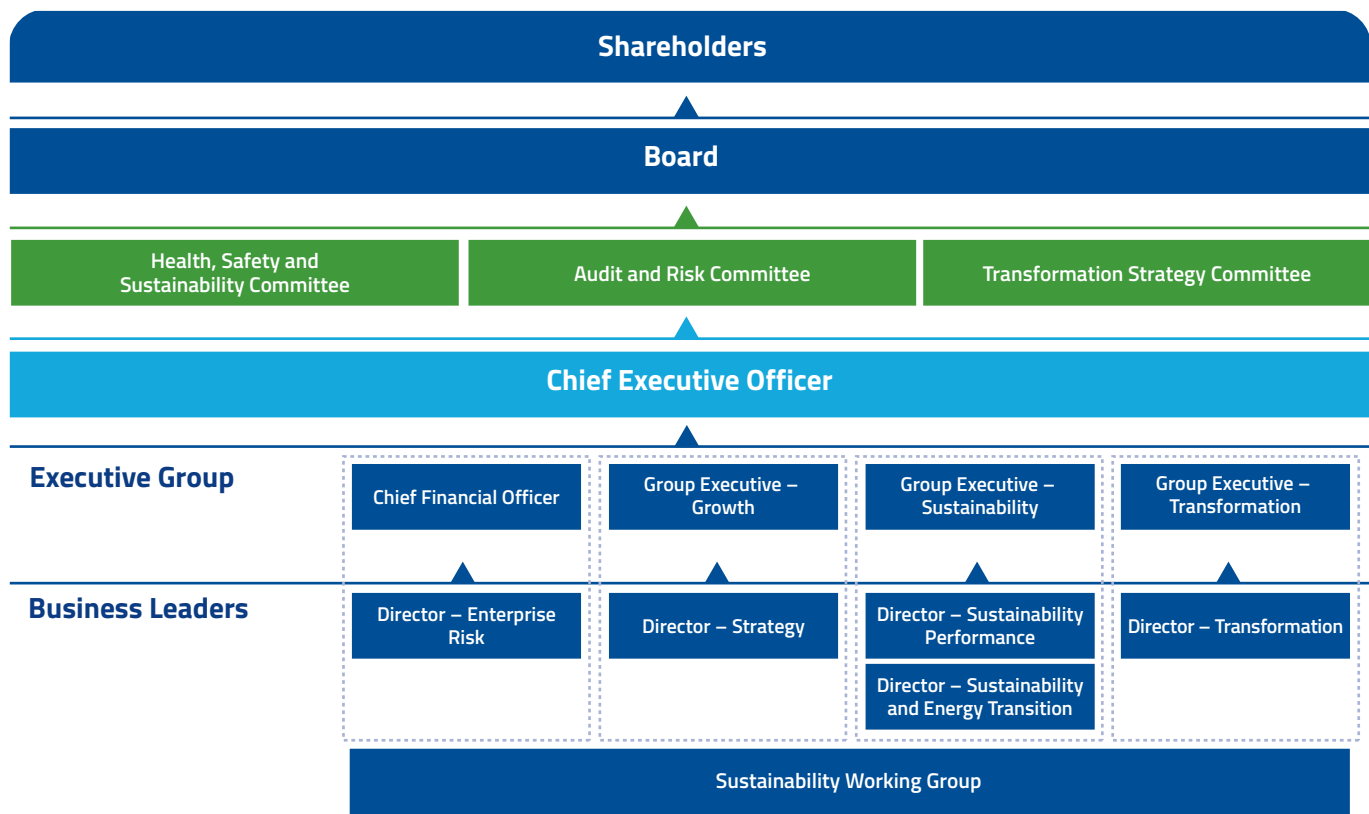 Shareholders
Board
Health, Safety and
Sustainability Committee
Audit and Risk Committee
Transformation Strategy Committee
Chief Executive Officer
Executive Group
Chief Financial Officer
Group Executive –
Growth
Group Executive –
Sustainability
Group Executive –
Transformation
Business Leaders
Director – Enterprise
Risk
Director – Strategy
Director – Sustainability
Performance
Director – Transformation
Director – Sustainability
and Energy Transition
Sustainability Working Group